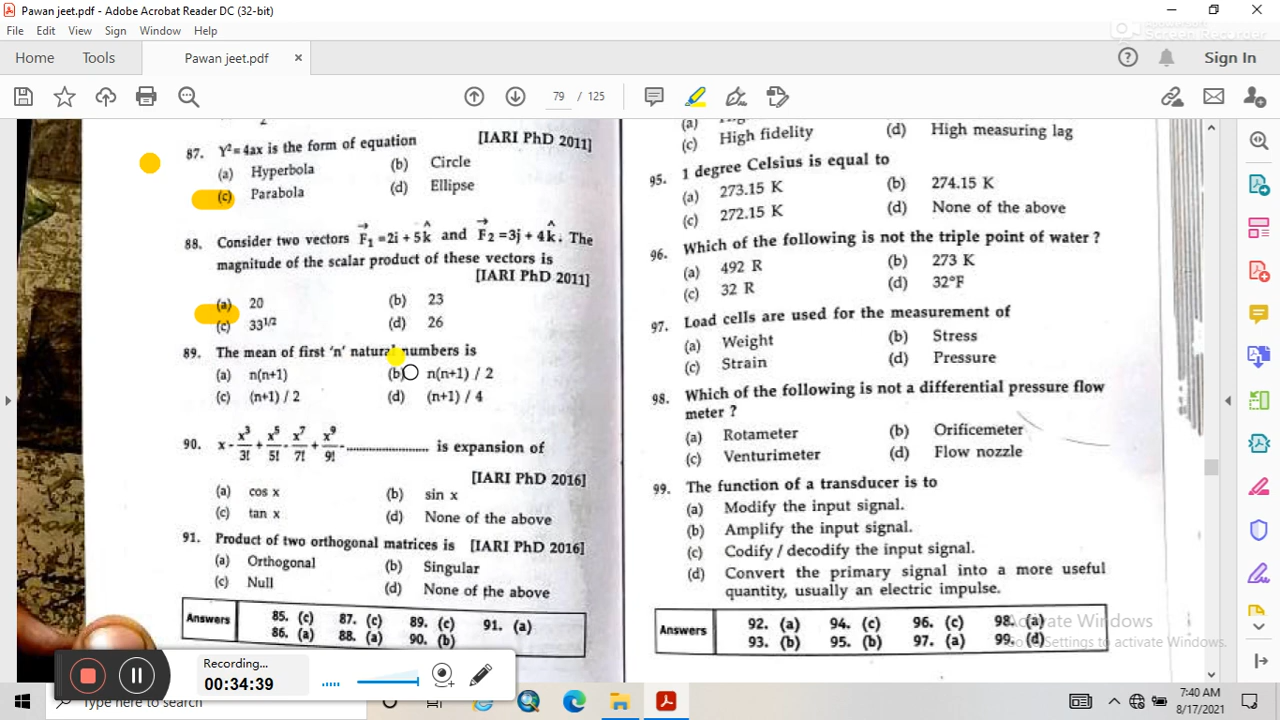 Pawan jeet.pdf - Adobe Acrobat Reader DC (32-bit)
File Edit View Sign Window Help
Home Tools Pawan jeet.pdf × Sign In
79 / 125
87. Y²= 4ax is the form of equation [IARI PhD 2011]
(a) Hyperbola (b) Circle
(c) Parabola (d) Ellipse
88. Consider two vectors F₁ =2i + 5k and F₂ =3j + 4k. The
magnitude of the scalar product of these vectors is
[IARI PhD 2011]
(a) 20 (b) 23
(c) 33^1/2 (d) 26
89. The mean of first 'n' natural numbers is
(a) n(n+1) (b) n(n+1) / 2
(c) (n+1) / 2 (d) (n+1) / 4
90. x - x³/3! + x⁵/5! - x⁷/7! + x⁹/9! - .......................... is expansion of
[IARI PhD 2016]
(a) cos x (b) sin x
(c) tan x (d) None of the above
91. Product of two orthogonal matrices is [IARI PhD 2016]
(a) Orthogonal (b) Singular
(c) Null (d) None of the above
Answers 85. (c) 87. (c) 89. (c) 91. (a)
86. (a) 88. (a) 90. (b)
(a)
(c) High fidelity (d) High measuring lag
95. 1 degree Celsius is equal to
(a) 273.15 K (b) 274.15 K
(c) 272.15 K (d) None of the above
96. Which of the following is not the triple point of water ?
(a) 492 R (b) 273 K
(c) 32 R (d) 32°F
97. Load cells are used for the measurement of
(a) Weight (b) Stress
(c) Strain (d) Pressure
98. Which of the following is not a differential pressure flow
meter ?
(a) Rotameter (b) Orificemeter
(c) Venturimeter (d) Flow nozzle
99. The function of a transducer is to
(a) Modify the input signal.
(b) Amplify the input signal.
(c) Codify / decodify the input signal.
(d) Convert the primary signal into a more useful
quantity, usually an electric impulse.
Answers 92. (a) 94. (c) 96. (c) 98. (a)
93. (b) 95. (b) 97. (a) 99. (d)
Activate Windows
Go to Settings to activate Windows.
Screen Recorder
Recording...
00:34:39
Type here to search
7:40 AM
8/17/2021